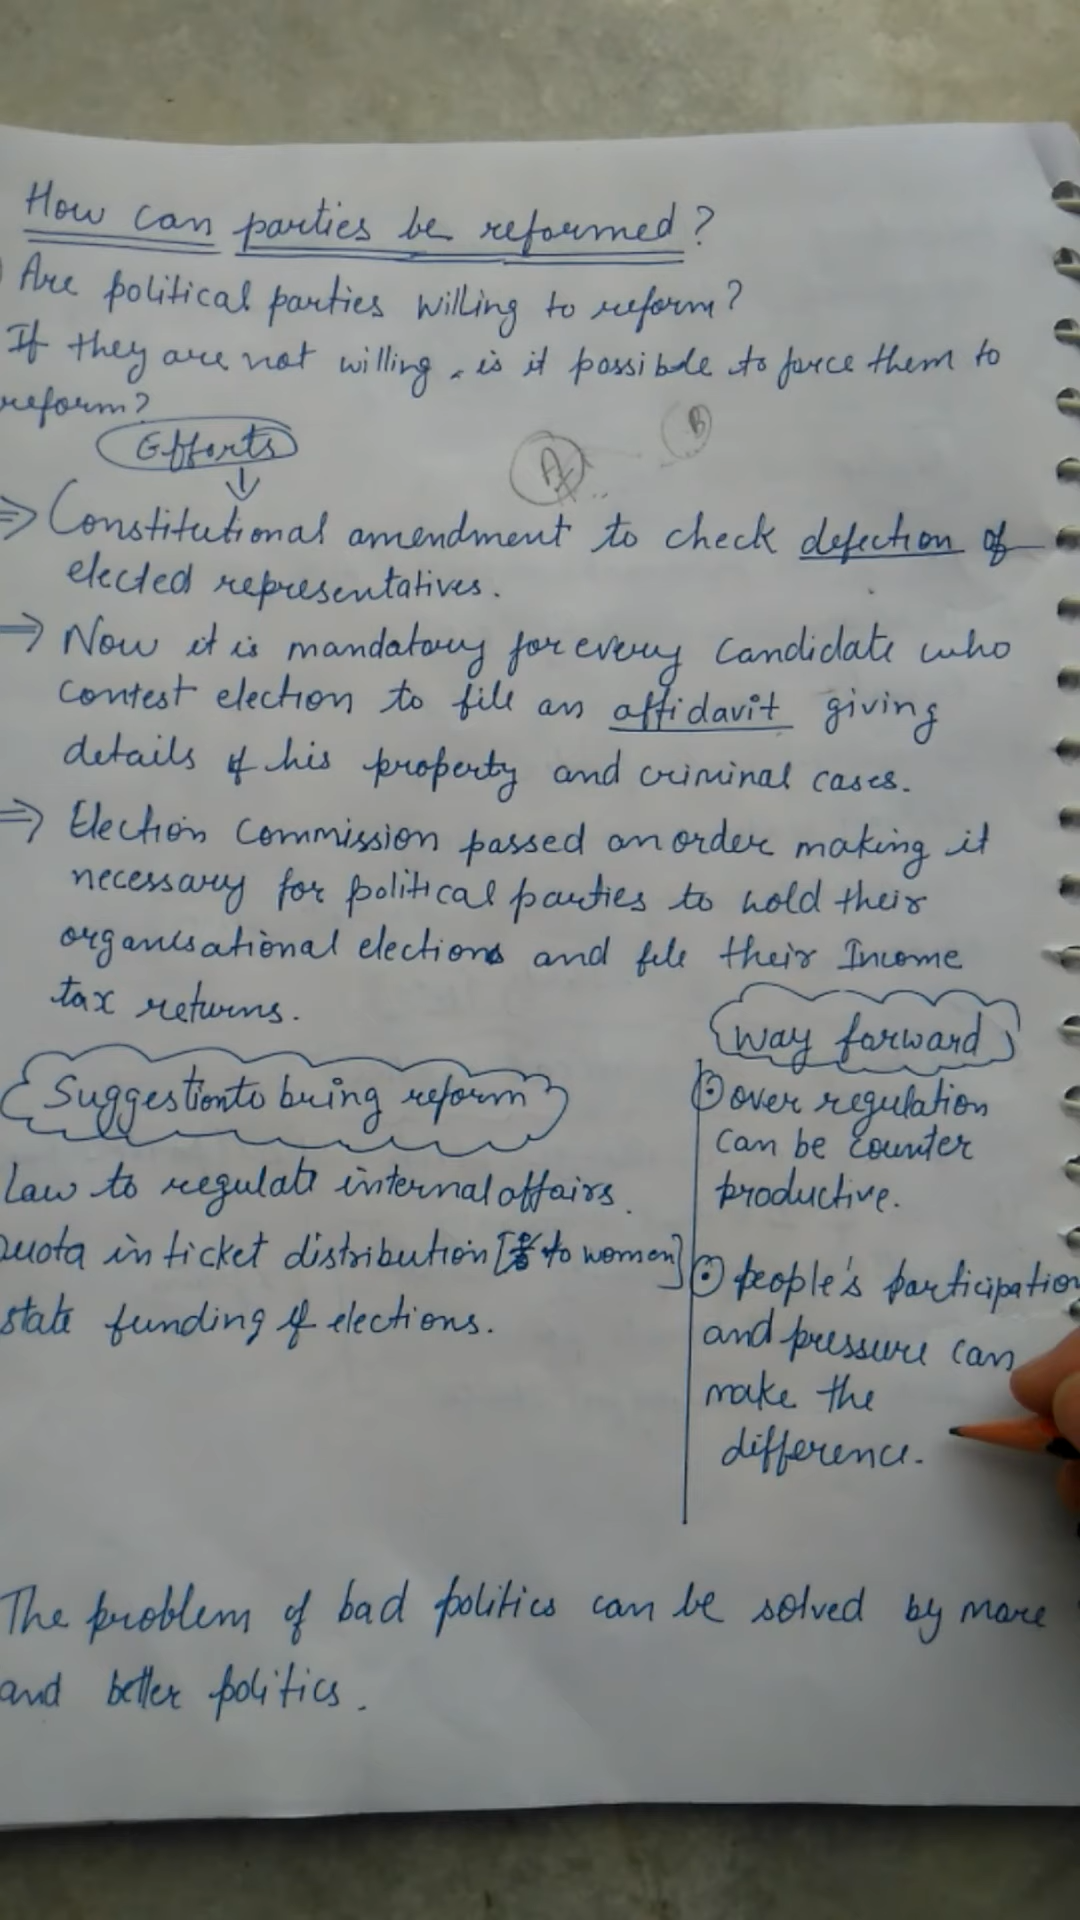 How can parties be reformed?
Are political parties willing to reform?
If they are not willing, is it possible to force them to
reform?
Efforts
A
B
⇒ Constitutional amendment to check defection of
elected representatives.
⇒ Now it is mandatory for every candidate who
contest election to file an affidavit giving
details of his property and criminal cases.
⇒ Election Commission passed an order making it
necessary for political parties to hold their
organisational elections and file their Income
tax returns.
Suggestion to bring reform
Law to regulate internal affairs.
quota in ticket distribution [ to women]
state funding of elections.
Way forward
over regulation
can be counter
productive.
people's participation
and pressure can
make the
difference.
The problem of bad politics can be solved by more
and better politics.